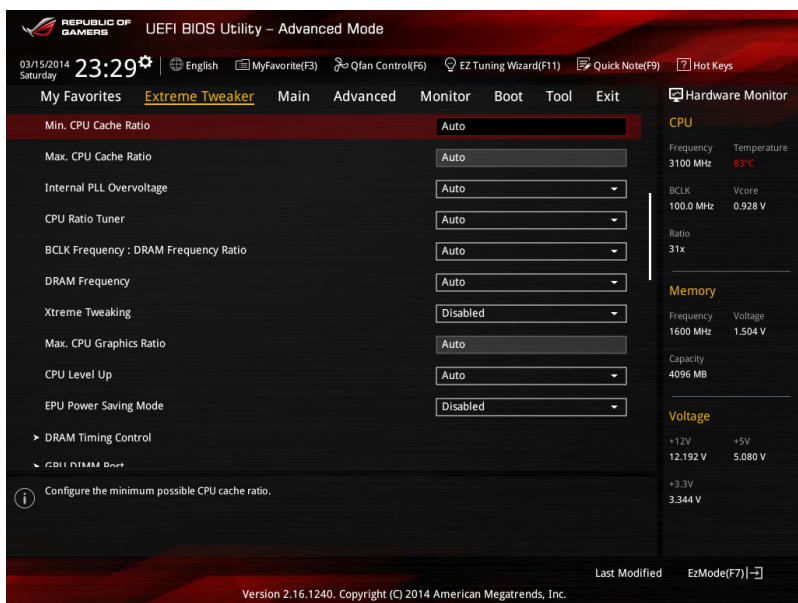 REPUBLIC OF
GAMERS
UEFI BIOS Utility – Advanced Mode
03/15/2014
Saturday
23:29
English
MyFavorite(F3)
Qfan Control(F6)
EZ Tuning Wizard(F11)
Quick Note(F9)
? Hot Keys
My Favorites
Extreme Tweaker
Main
Advanced
Monitor
Boot
Tool
Exit
Min. CPU Cache Ratio
Auto
Max. CPU Cache Ratio
Auto
Internal PLL Overvoltage
Auto
CPU Ratio Tuner
Auto
BCLK Frequency : DRAM Frequency Ratio
Auto
DRAM Frequency
Auto
Xtreme Tweaking
Disabled
Max. CPU Graphics Ratio
Auto
CPU Level Up
Auto
EPU Power Saving Mode
Disabled
> DRAM Timing Control
> GPU DIMM Post
Configure the minimum possible CPU cache ratio.
Hardware Monitor
CPU
Frequency Temperature
3100 MHz 83°C
BCLK Vcore
100.0 MHz 0.928 V
Ratio
31x
Memory
Frequency Voltage
1600 MHz 1.504 V
Capacity
4096 MB
Voltage
+12V +5V
12.192 V 5.080 V
+3.3V
3.344 V
Last Modified
EzMode(F7)
Version 2.16.1240. Copyright (C) 2014 American Megatrends, Inc.